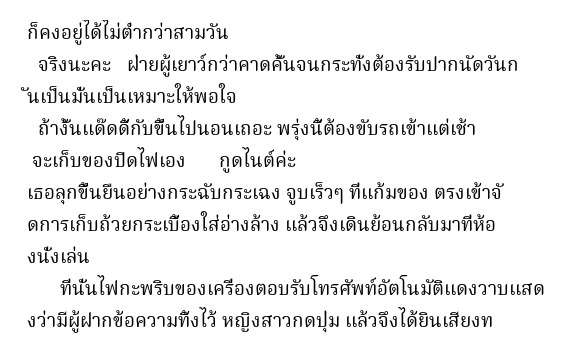 ก็คงอยู่ได้ไม่ต่ำกว่าสามวัน
จริงนะคะ ฝ่ายผู้เยาว์กว่าคาดคั้นจนกระทั่งต้องรับปากนัดวันก
ันเป็นมั่นเป็นเหมาะให้พอใจ
ถ้างั้นแด๊ดดี้กับขึ้นไปนอนเถอะ พรุ่งนี้ต้องขับรถเข้าแต่เช้า
จะเก็บของปิดไฟเอง กูดไนต์ค่ะ
เธอลุกขึ้นยืนอย่างกระฉับกระเฉง จูบเร็วๆ ที่แก้มของ ตรงเข้าจั
ดการเก็บถ้วยกระเบื้องใส่อ่างล้าง แล้วจึงเดินย้อนกลับมาที่ห้อ
งนั่งเล่น
ที่นั่นไฟกะพริบของเครื่องตอบรับโทรศัพท์อัตโนมัติแดงวาบแสด
งว่ามีผู้ฝากข้อความทิ้งไว้ หญิงสาวกดปุ่ม แล้วจึงได้ยินเสียงท